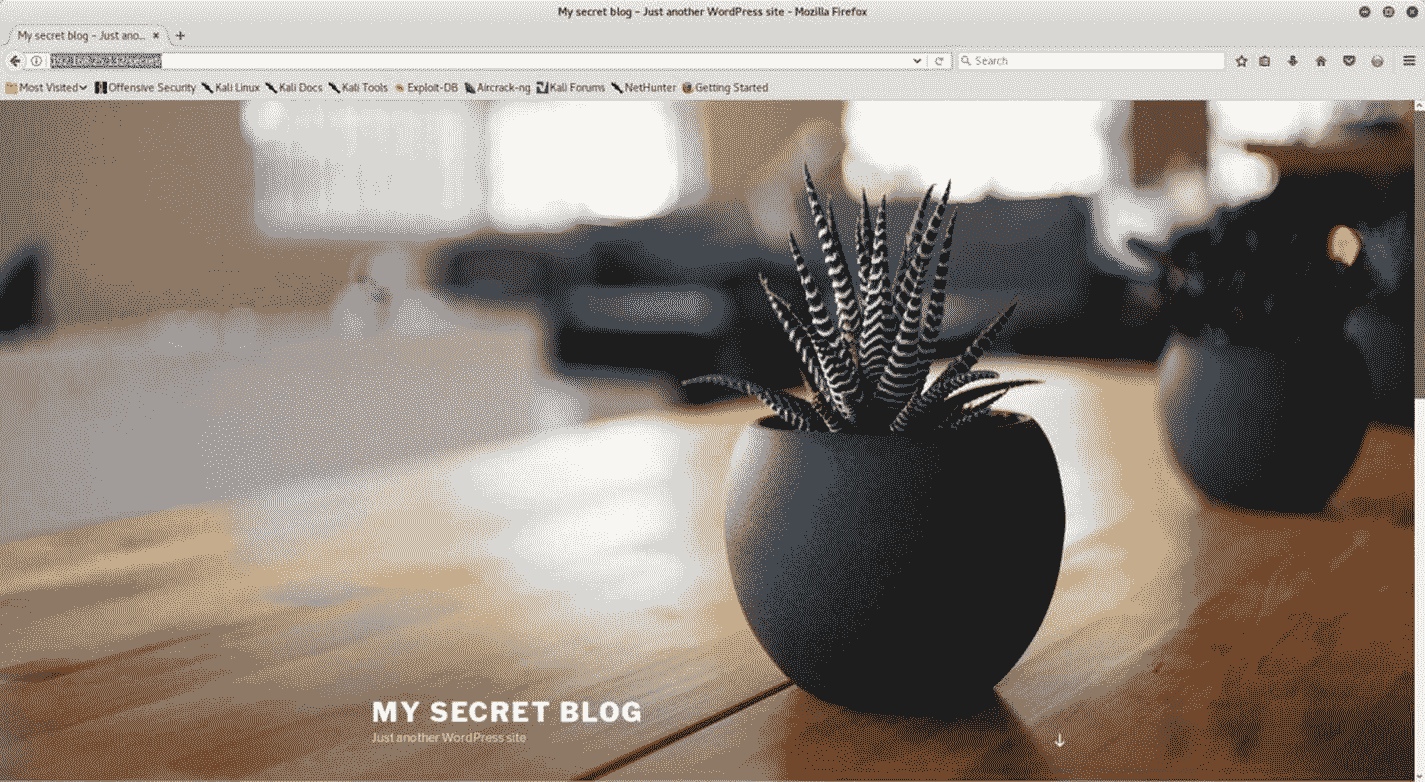 My secret blog – Just another WordPress site - Mozilla Firefox
My secret blog – Just ano...
192.168.25.132/secret/
Search
Most Visited
Offensive Security
Kali Linux
Kali Docs
Kali Tools
Exploit-DB
Aircrack-ng
Kali Forums
NetHunter
Getting Started
MY SECRET BLOG
Just another WordPress site